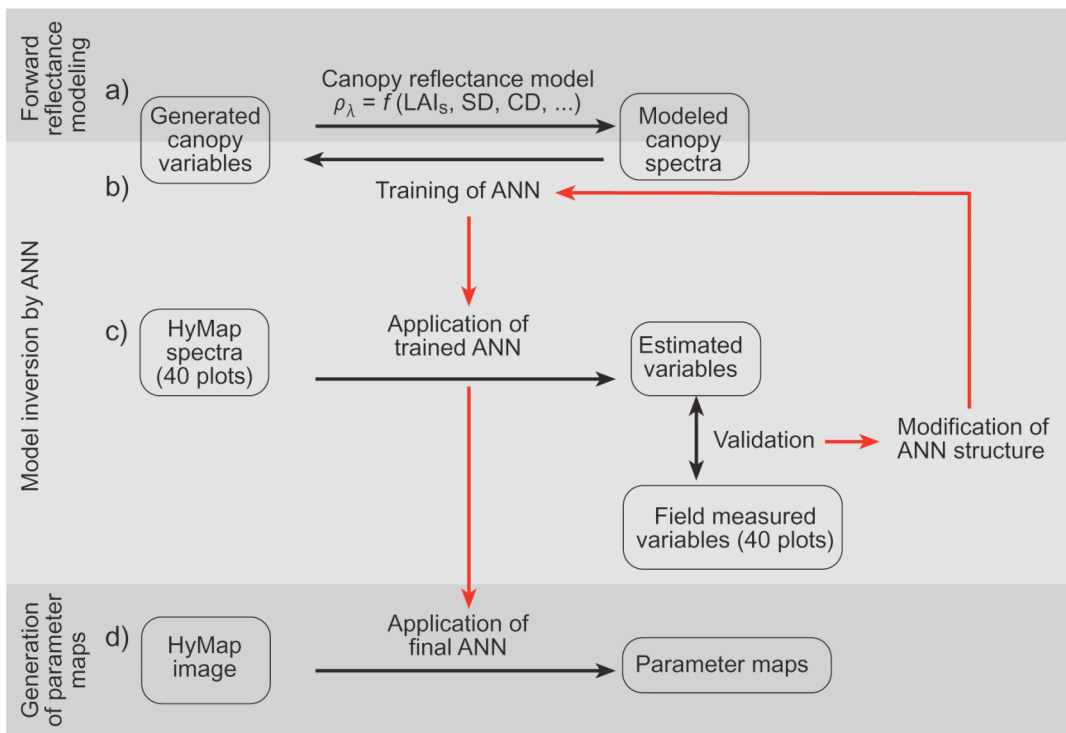 Forward
reflectance
modeling
a)
Generated
canopy
variables
Canopy reflectance model
ρλ = f (LAIs, SD, CD, ...)
Modeled
canopy
spectra
Model inversion by ANN
b)
Training of ANN
c)
HyMap
spectra
(40 plots)
Application of
trained ANN
Estimated
variables
Validation
Modification of
ANN structure
Field measured
variables (40 plots)
Generation
of parameter
maps
d)
HyMap
image
Application of
final ANN
Parameter maps